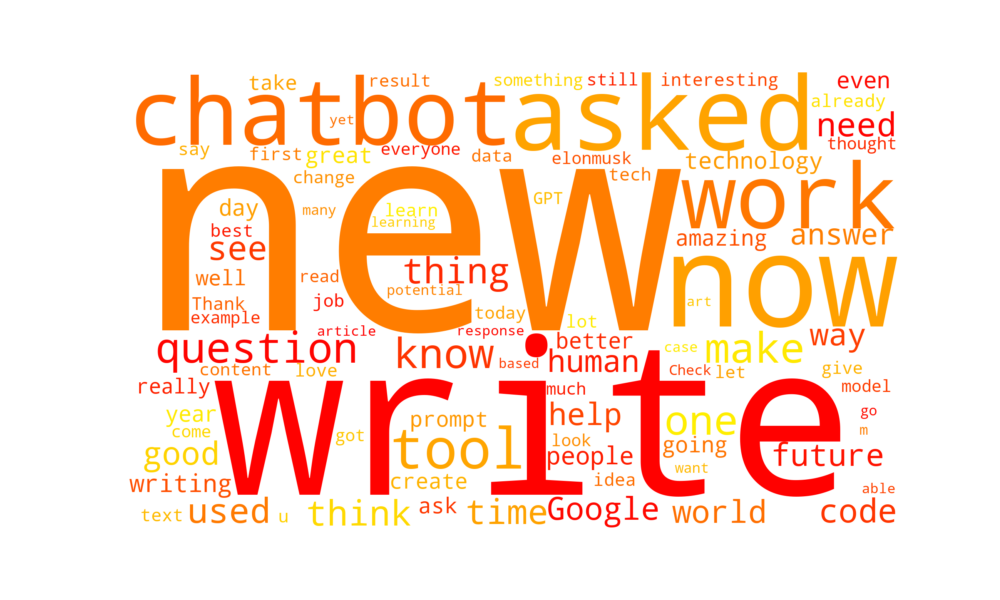 take result something still interesting even
chatbot asked already
yet need
say first great everyone data elonmusk technology thought
change tech
new work
GPT
day many learn
learning
best see amazing answer
well read thing now
potential
Thank job art
example today
article response lot
question know better human case make way
content love based Check let give
really much model
write
year prompt help one go
come got tool look going m
good people want future
writing create idea able
text used u think ask time Google world code